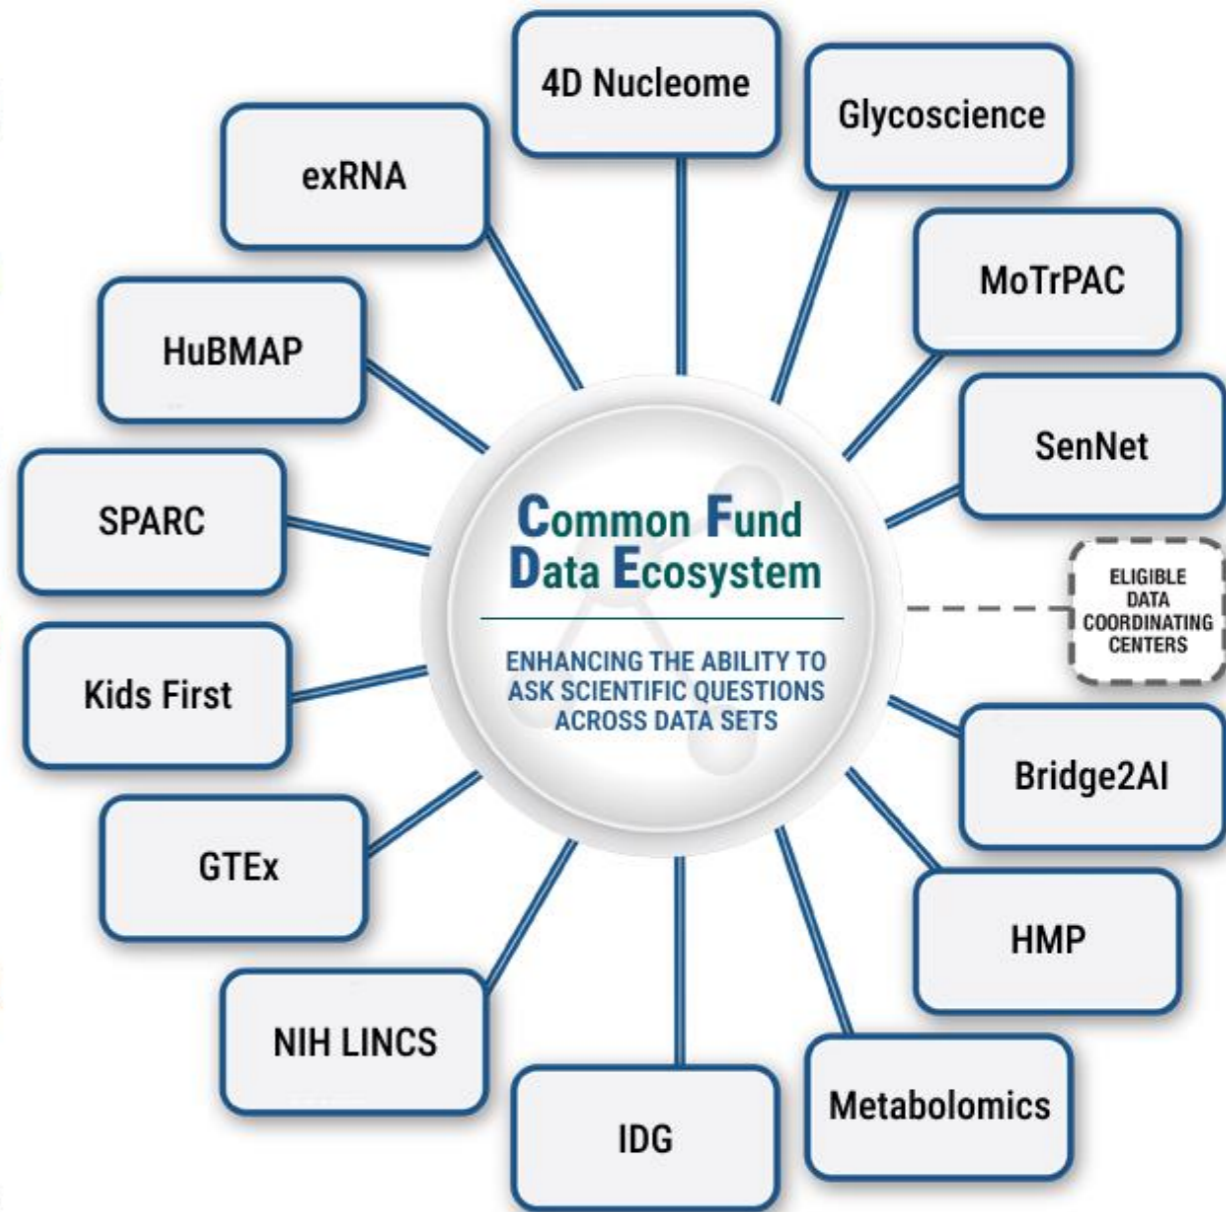 4D Nucleome
Glycoscience
exRNA
MoTrPAC
HuBMAP
SenNet
SPARC
Common Fund
Data Ecosystem
ENHANCING THE ABILITY TO
ASK SCIENTIFIC QUESTIONS
ACROSS DATA SETS
ELIGIBLE
DATA
COORDINATING
CENTERS
Kids First
Bridge2AI
GTEx
HMP
NIH LINCS
Metabolomics
IDG